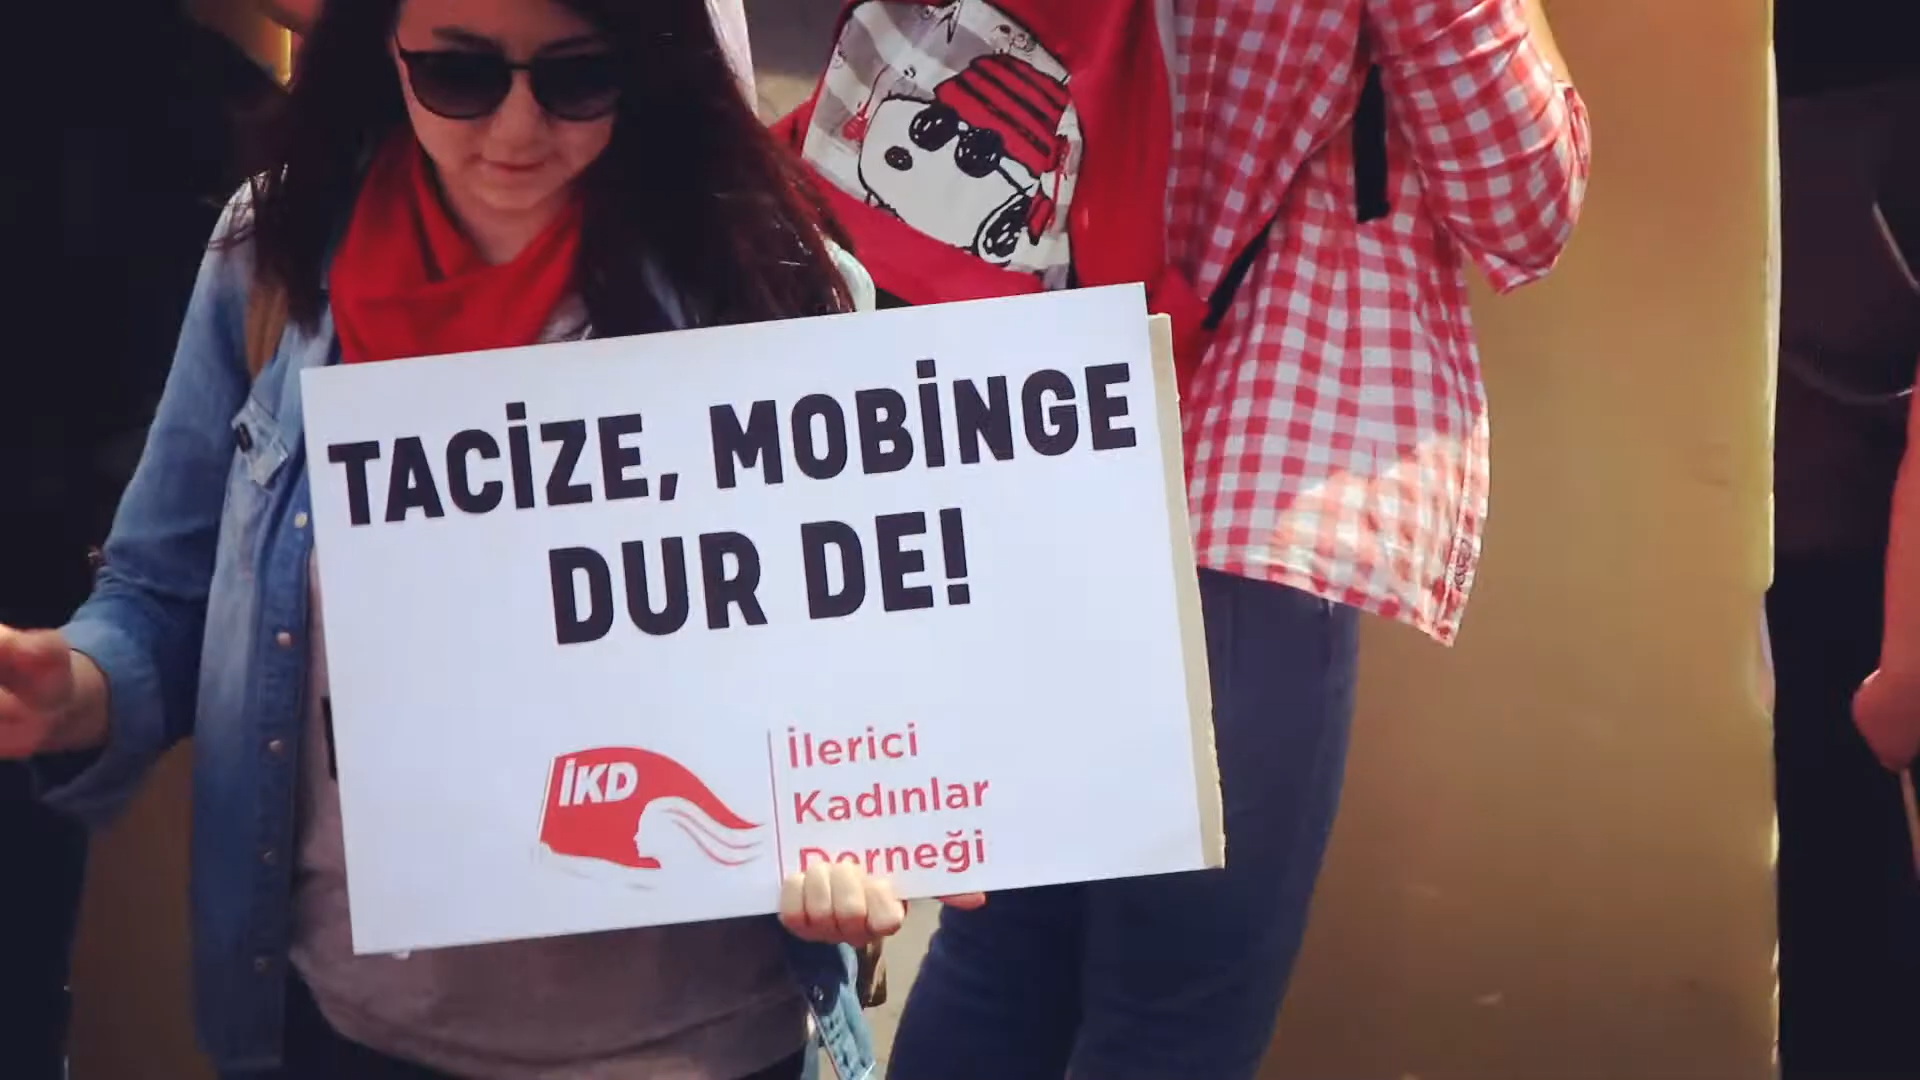 TACİZE, MOBİNGE
DUR DE!
İKD
İlerici
Kadınlar
Derneği